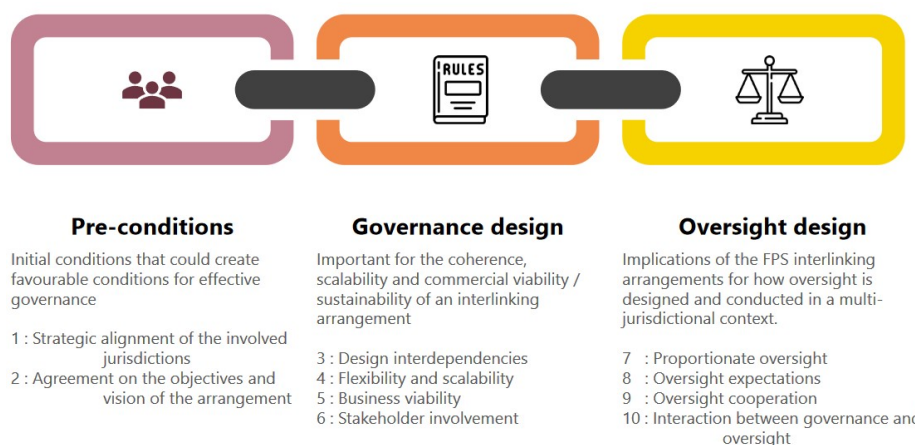 RULES
Pre-conditions
Initial conditions that could create
favourable conditions for effective
governance
1 : Strategic alignment of the involved
jurisdictions
2 : Agreement on the objectives and
vision of the arrangement
Governance design
Important for the coherence,
scalability and commercial viability /
sustainability of an interlinking
arrangement
3 : Design interdependencies
4 : Flexibility and scalability
5 : Business viability
6 : Stakeholder involvement
Oversight design
Implications of the FPS interlinking
arrangements for how oversight is
designed and conducted in a multi-
jurisdictional context.
7 : Proportionate oversight
8 : Oversight expectations
9 : Oversight cooperation
10 : Interaction between governance and
oversight